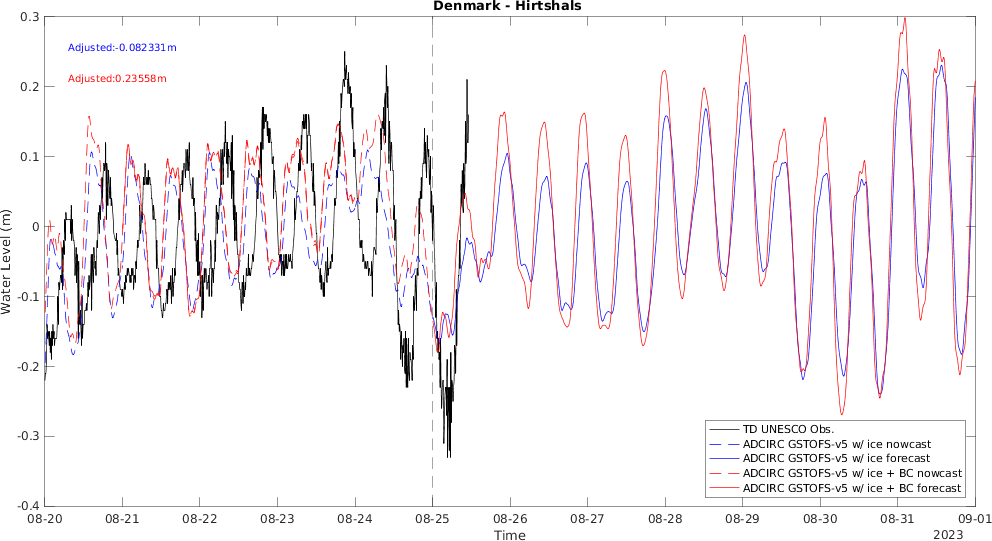 Denmark - Hirtshals
Adjusted:-0.082331m
Adjusted:0.23558m
Water Level (m)
0.3
0.2
0.1
0
-0.1
-0.2
-0.3
-0.4
TD UNESCO Obs.
ADCIRC GSTOFS-v5 w/ ice nowcast
ADCIRC GSTOFS-v5 w/ ice forecast
ADCIRC GSTOFS-v5 w/ ice + BC nowcast
ADCIRC GSTOFS-v5 w/ ice + BC forecast
08-20 08-21 08-22 08-23 08-24 08-25 08-26 08-27 08-28 08-29 08-30 08-31 09-01
Time
2023